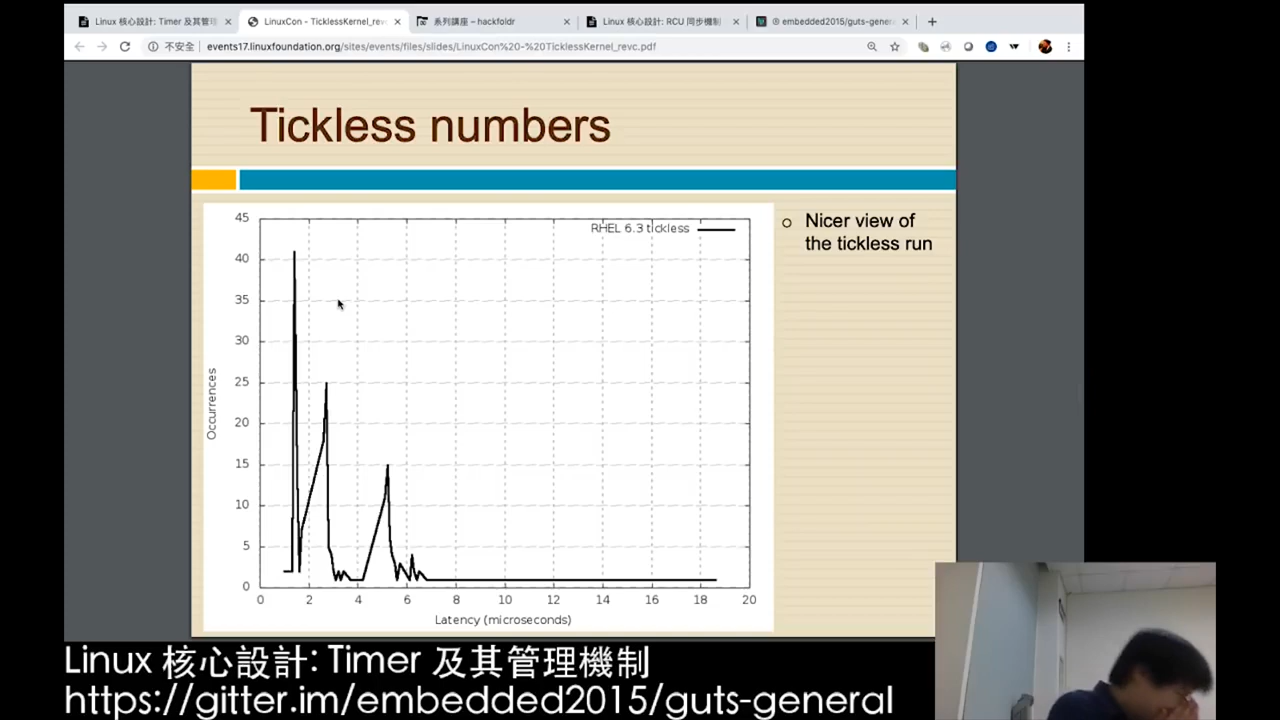 Linux 核心設計: Timer 及其管理
LinuxCon - TicklessKernel_revc
系列講座 – hackfoldr
Linux 核心設計: RCU 同步機制
embedded2015/guts-gener
不安全
events17.linuxfoundation.org/sites/events/files/slides/LinuxCon%20-%20TicklessKernel_revc.pdf
Tickless numbers
Nicer view of
the tickless run
RHEL 6.3 tickless
45
40
35
30
25
20
15
10
5
0
Occurrences
0 2 4 6 8 10 12 14 16 18 20
Latency (microseconds)
Linux 核心設計: Timer 及其管理機制
https://gitter.im/embedded2015/guts-general